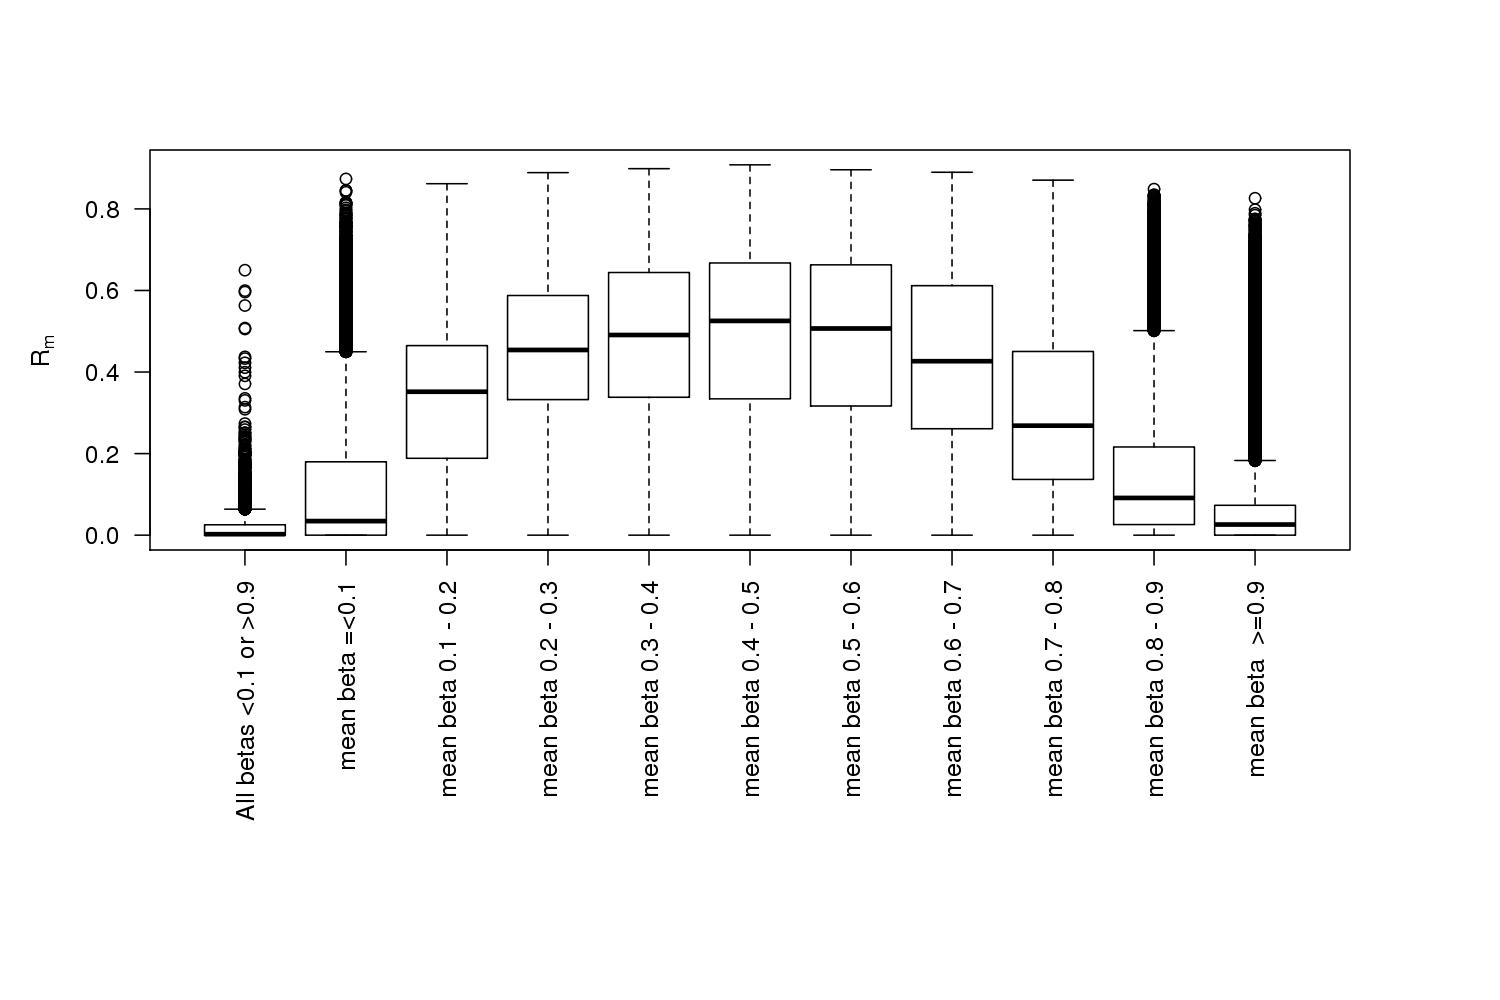 R_m
0.8
0.6
0.4
0.2
0.0
All betas <0.1 or >0.9
mean beta =<0.1
mean beta 0.1 - 0.2
mean beta 0.2 - 0.3
mean beta 0.3 - 0.4
mean beta 0.4 - 0.5
mean beta 0.5 - 0.6
mean beta 0.6 - 0.7
mean beta 0.7 - 0.8
mean beta 0.8 - 0.9
mean beta  >=0.9